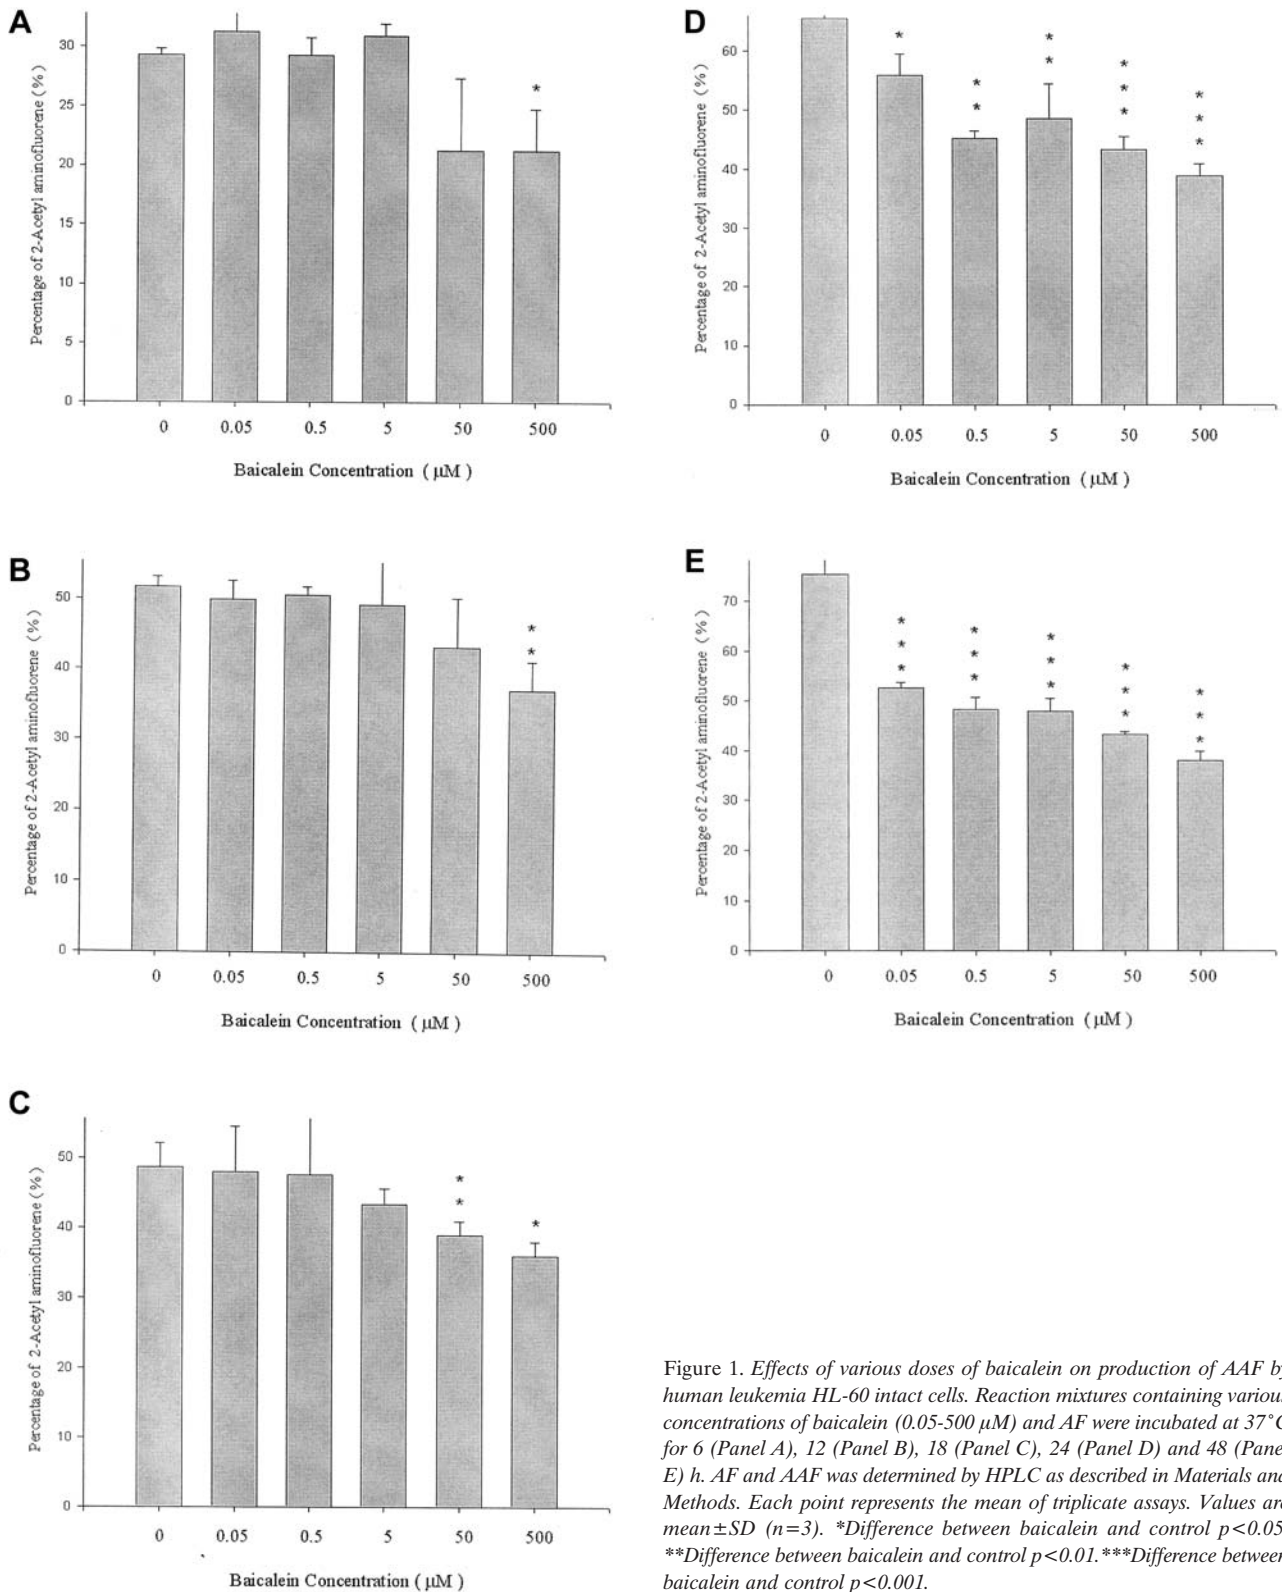 A
Percentage of 2-Acetyl aminofluorene (%)
30
25
20
15
10
5
0
*
0 0.05 0.5 5 50 500
Baicalein Concentration (μM)
B
Percentage of 2-Acetyl aminofluorene (%)
50
40
30
20
10
0
*
*
0 0.05 0.5 5 50 500
Baicalein Concentration (μM)
C
Percentage of 2-Acetyl aminofluorene (%)
50
40
30
20
10
0
*
* *
0 0.05 0.5 5 50 500
Baicalein Concentration (μM)
D
Percentage of 2-Acetyl aminofluorene (%)
60
50
40
30
20
10
0
* ** ** *** ***
0 0.05 0.5 5 50 500
Baicalein Concentration (μM)
E
Percentage of 2-Acetyl aminofluorene (%)
70
60
50
40
30
20
10
0
*** *** *** *** ***
0 0.05 0.5 5 50 500
Baicalein Concentration (μM)
Figure 1. Effects of various doses of baicalein on production of AAF by
human leukemia HL-60 intact cells. Reaction mixtures containing various
concentrations of baicalein (0.05-500 μM) and AF were incubated at 37˚C
for 6 (Panel A), 12 (Panel B), 18 (Panel C), 24 (Panel D) and 48 (Panel
E) h. AF and AAF was determined by HPLC as described in Materials and
Methods. Each point represents the mean of triplicate assays. Values are
mean±SD (n=3). *Difference between baicalein and control p<0.05
**Difference between baicalein and control p<0.01.***Difference between
baicalein and control p<0.001.